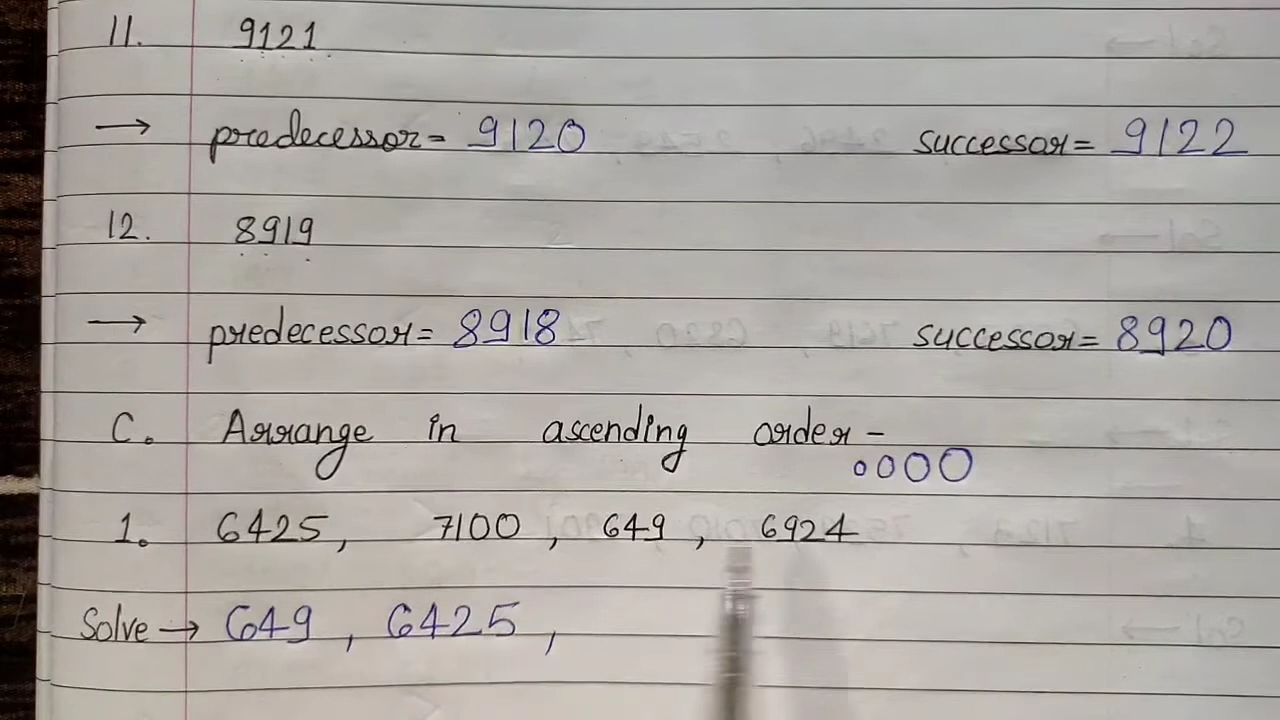 11. 9121
→ predecessor = 9120 successor = 9122
12. 8919
→ predecessor = 8918 successor = 8920
C. Arrange in ascending order -
1. 6425, 7100, 649, 6924
Solve → 649, 6425,